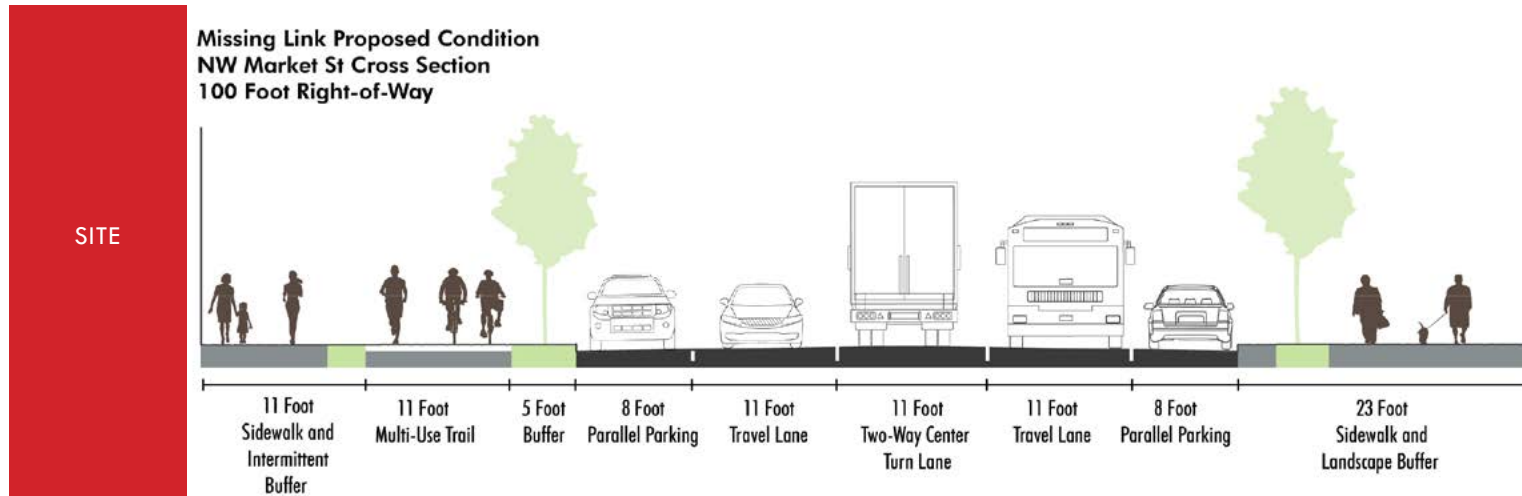 Missing Link Proposed Condition
NW Market St Cross Section
100 Foot Right-of-Way
SITE
11 Foot
Sidewalk and
Intermittent
Buffer
11 Foot
Multi-Use Trail
5 Foot
Buffer
8 Foot
Parallel Parking
11 Foot
Travel Lane
11 Foot
Two-Way Center
Turn Lane
11 Foot
Travel Lane
8 Foot
Parallel Parking
23 Foot
Sidewalk and
Landscape Buffer